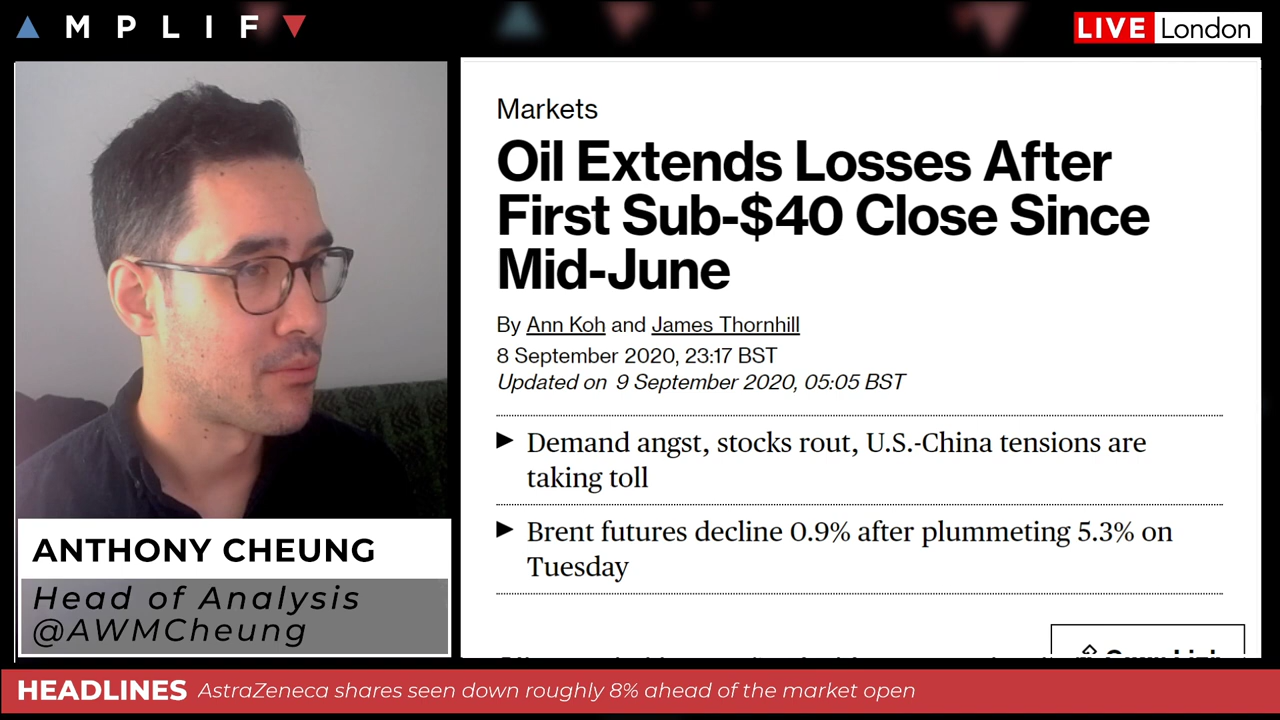 AMPLIFY
LIVE London
Markets
Oil Extends Losses After
First Sub-$40 Close Since
Mid-June
By Ann Koh and James Thornhill
8 September 2020, 23:17 BST
Updated on 9 September 2020, 05:05 BST
Demand angst, stocks rout, U.S.-China tensions are
taking toll
Brent futures decline 0.9% after plummeting 5.3% on
Tuesday
ANTHONY CHEUNG
Head of Analysis
@AWMCheung
HEADLINES AstraZeneca shares seen down roughly 8% ahead of the market open